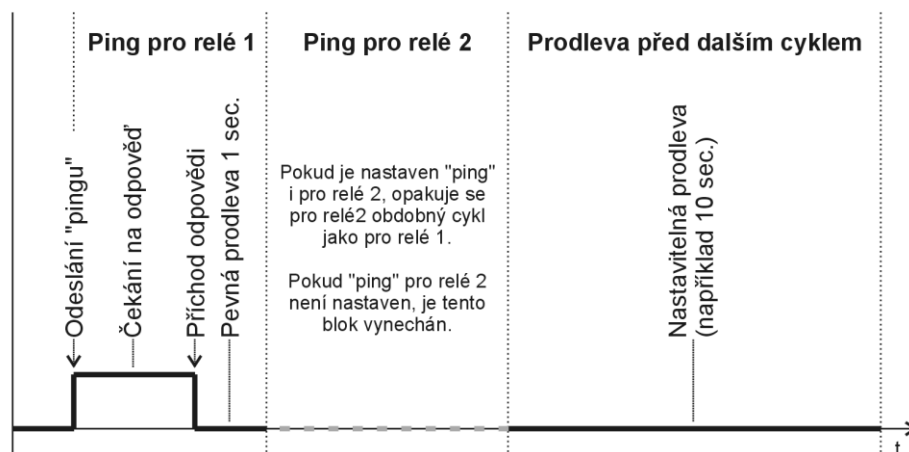 Ping pro relé 1
Ping pro relé 2
Prodleva před dalším cyklem
Odeslání "pingu"
Čekání na odpověď
Příchod odpovědi
Pevná prodleva 1 sec.
Pokud je nastaven "ping"
i pro relé 2, opakuje se
pro relé2 obdobný cykl
jako pro relé 1.
Pokud "ping" pro relé 2
není nastaven, je tento
blok vynechán.
Nastavitelná prodleva
(například 10 sec.)
t